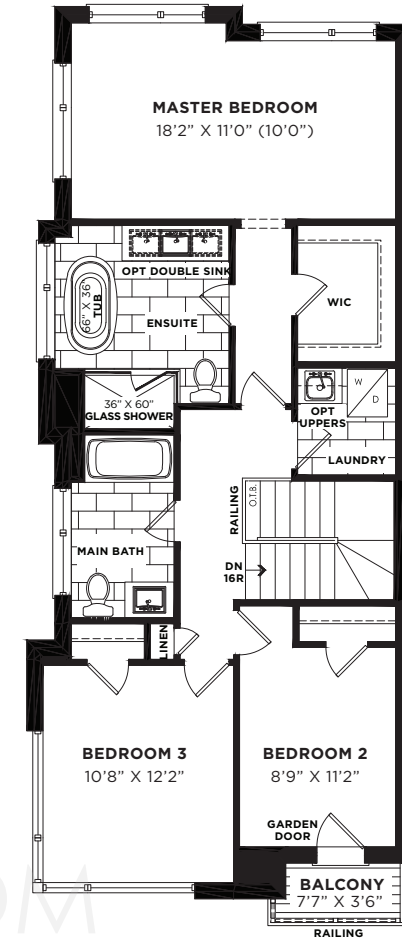 MASTER BEDROOM
18'2" X 11'0" (10'0")
OPT DOUBLE SINK
66" X 36"
TUB
ENSUITE
WIC
36" X 60"
GLASS SHOWER
W
D
OPT
UPPERS
LAUNDRY
RAILING
O.T.B.
MAIN BATH
DN
16R
LINEN
BEDROOM 3
10'8" X 12'2"
BEDROOM 2
8'9" X 11'2"
GARDEN
DOOR
BALCONY
7'7" X 3'6"
RAILING
OM